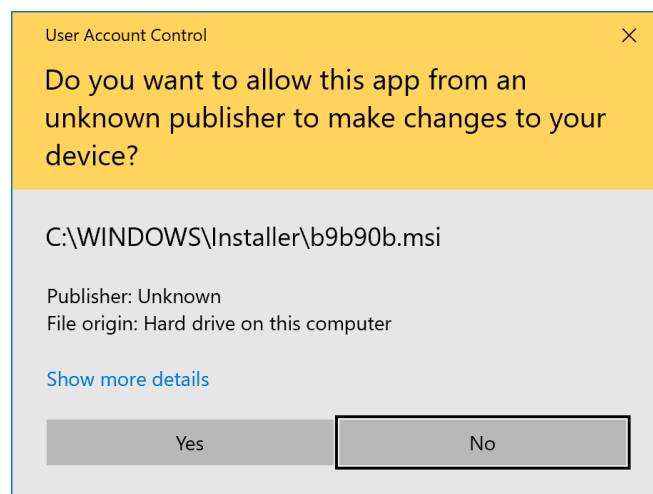 User Account Control
Do you want to allow this app from an
unknown publisher to make changes to your
device?
C:\WINDOWS\Installer\b9b90b.msi
Publisher: Unknown
File origin: Hard drive on this computer
Show more details
Yes
No